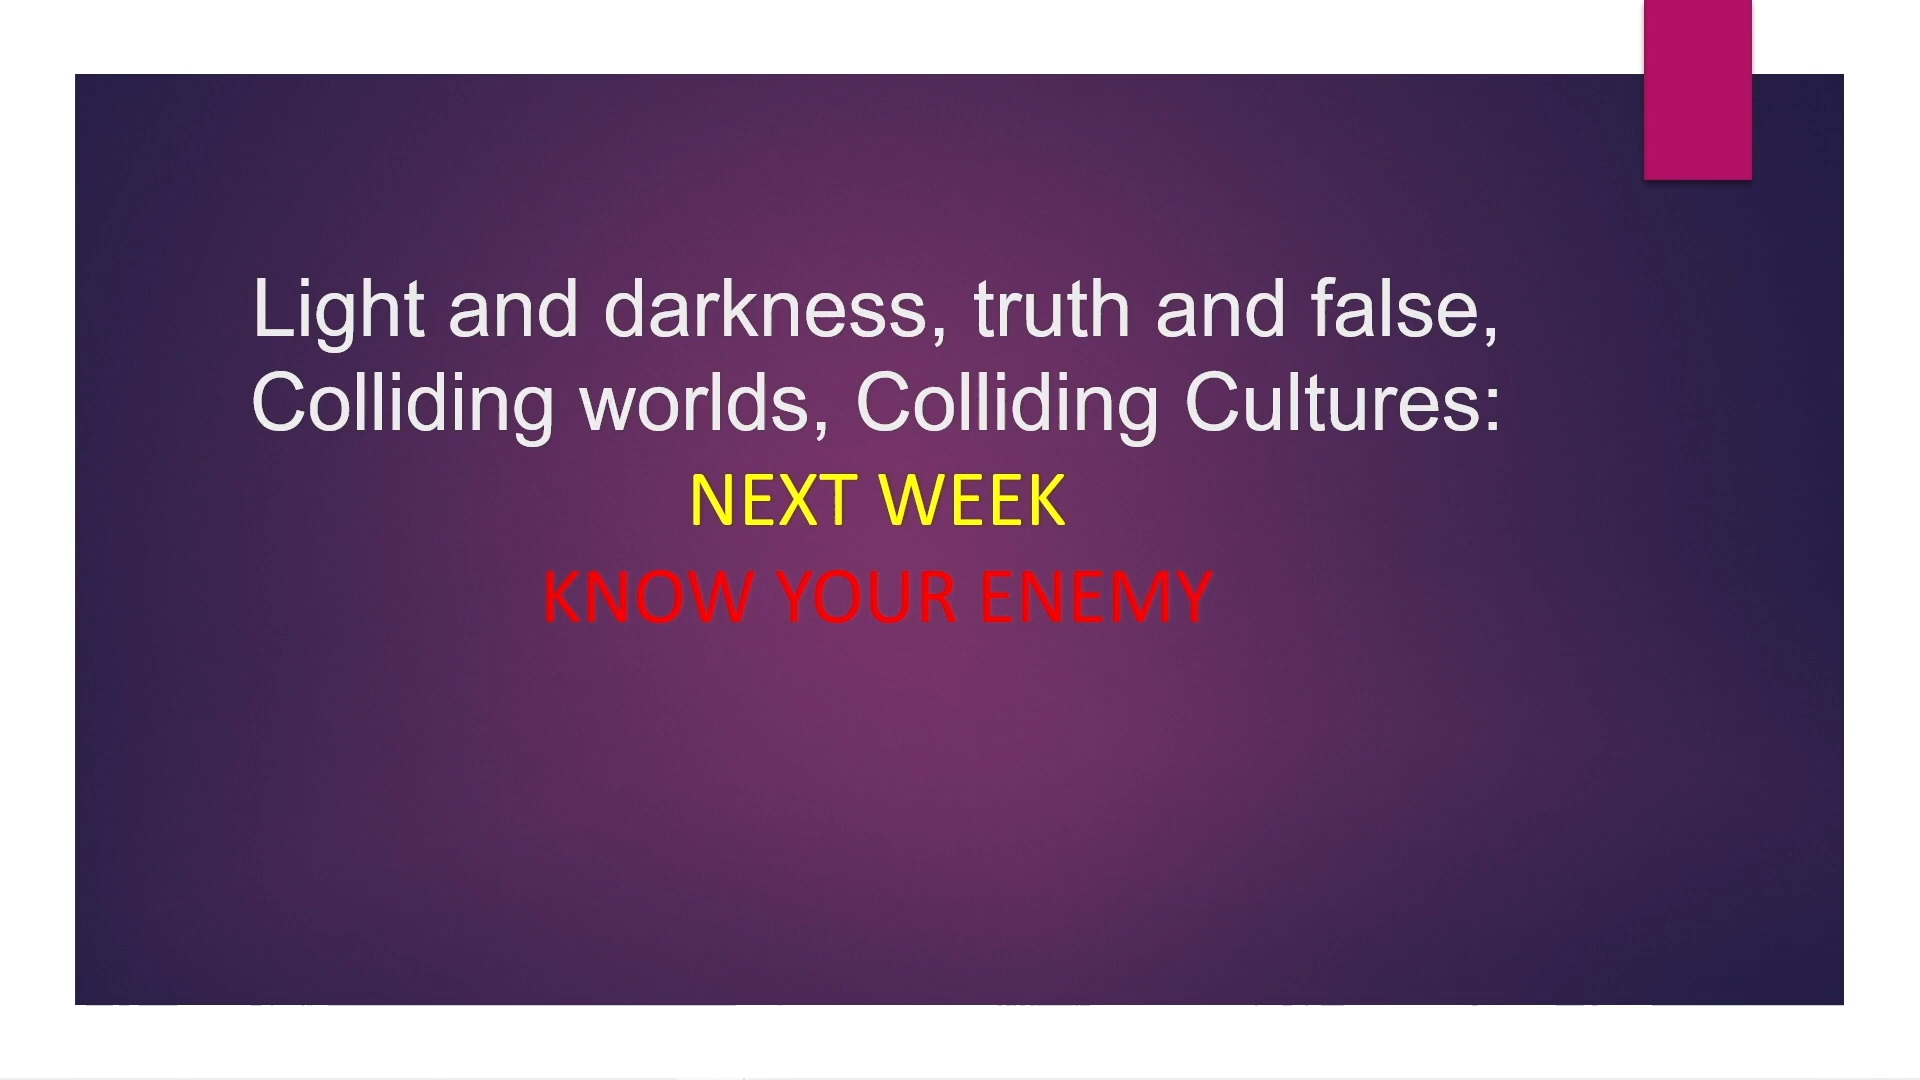 Light and darkness, truth and false,
Colliding worlds, Colliding Cultures:
NEXT WEEK
KNOW YOUR ENEMY